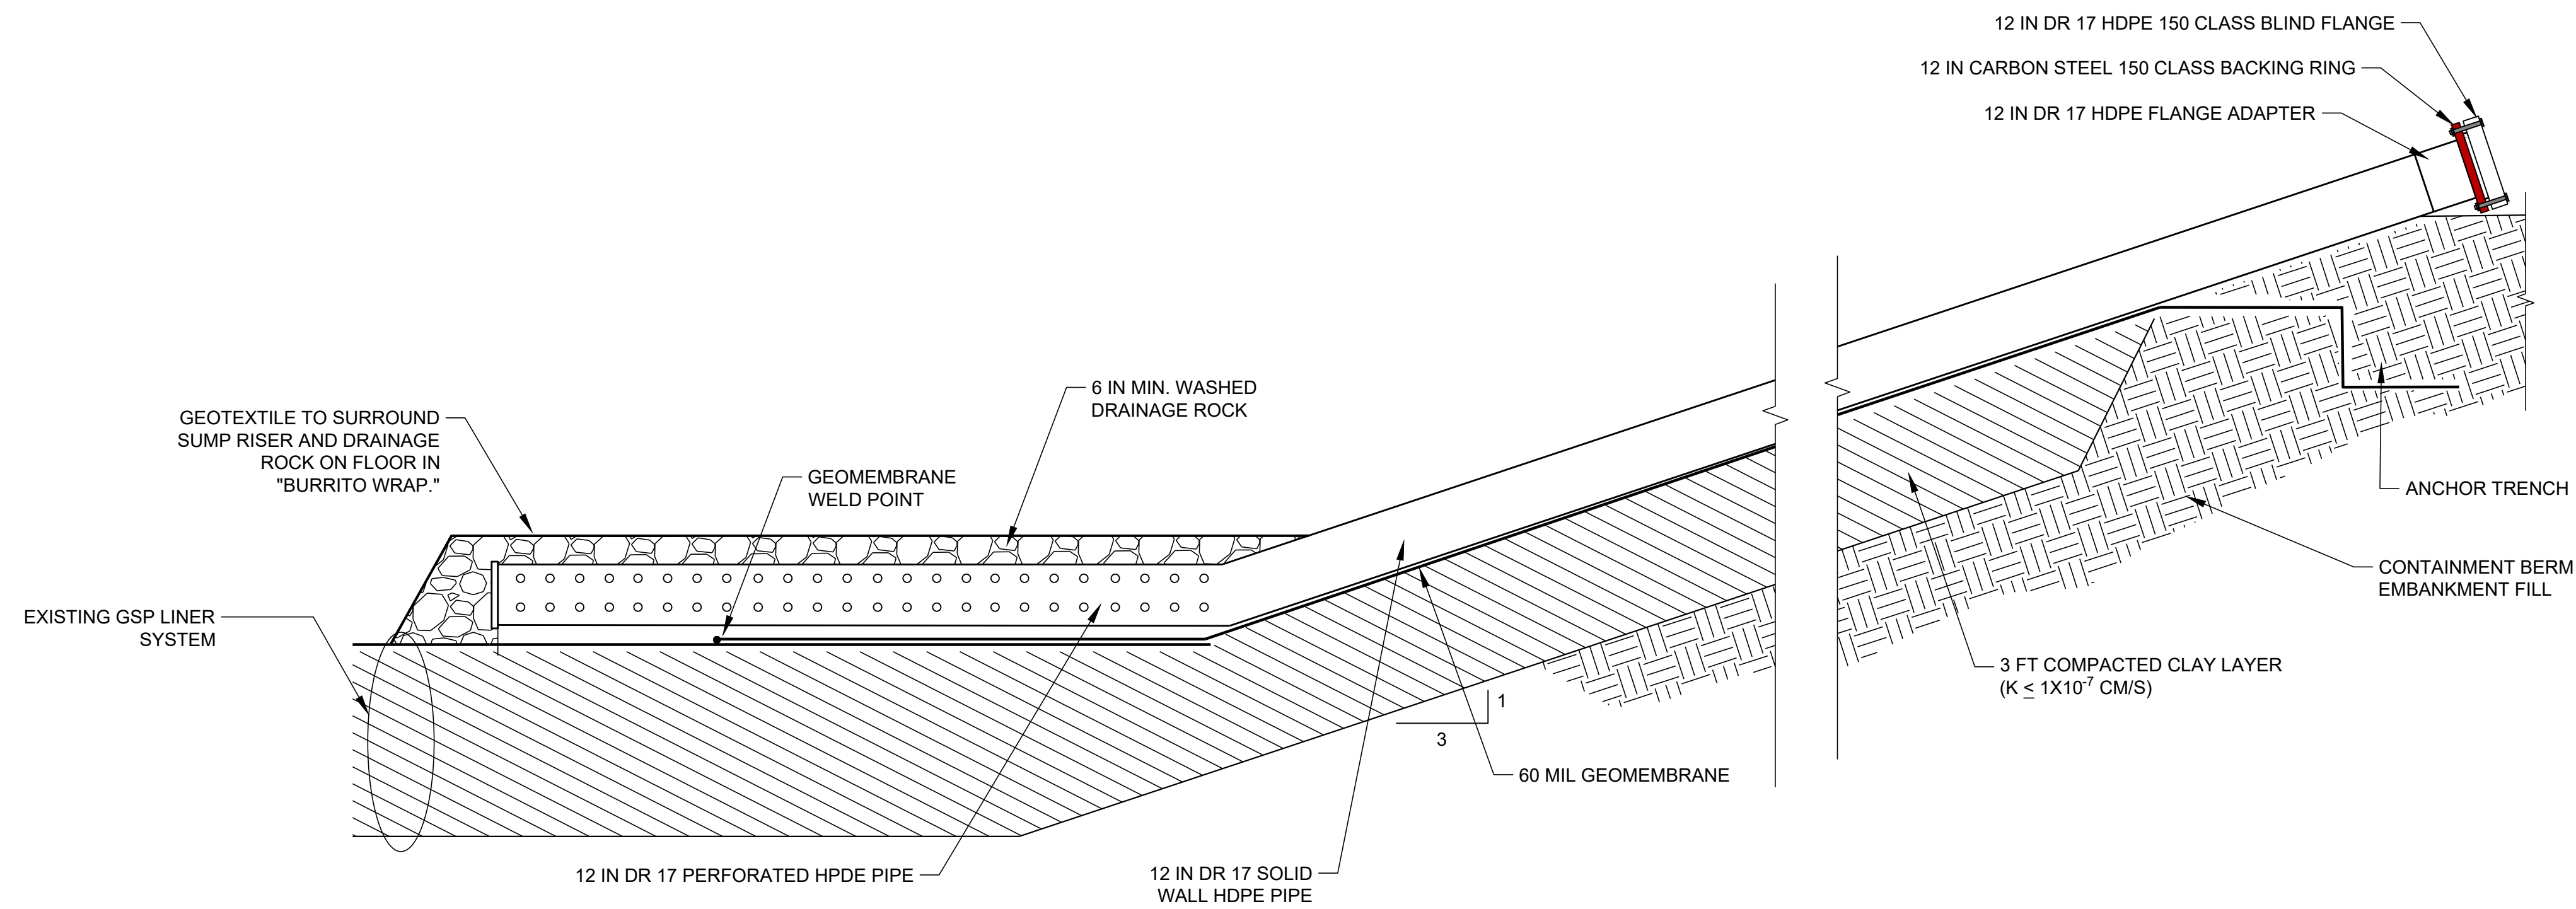 12 IN DR 17 HDPE 150 CLASS BLIND FLANGE
12 IN CARBON STEEL 150 CLASS BACKING RING
12 IN DR 17 HDPE FLANGE ADAPTER
6 IN MIN. WASHED
DRAINAGE ROCK
GEOTEXTILE TO SURROUND
SUMP RISER AND DRAINAGE
ROCK ON FLOOR IN
"BURRITO WRAP."
GEOMEMBRANE
WELD POINT
ANCHOR TRENCH
CONTAINMENT BERM
EMBANKMENT FILL
EXISTING GSP LINER
SYSTEM
3 FT COMPACTED CLAY LAYER
(K ≤ 1X10⁻⁷ CM/S)
1
3
60 MIL GEOMEMBRANE
12 IN DR 17 PERFORATED HPDE PIPE
12 IN DR 17 SOLID
WALL HDPE PIPE